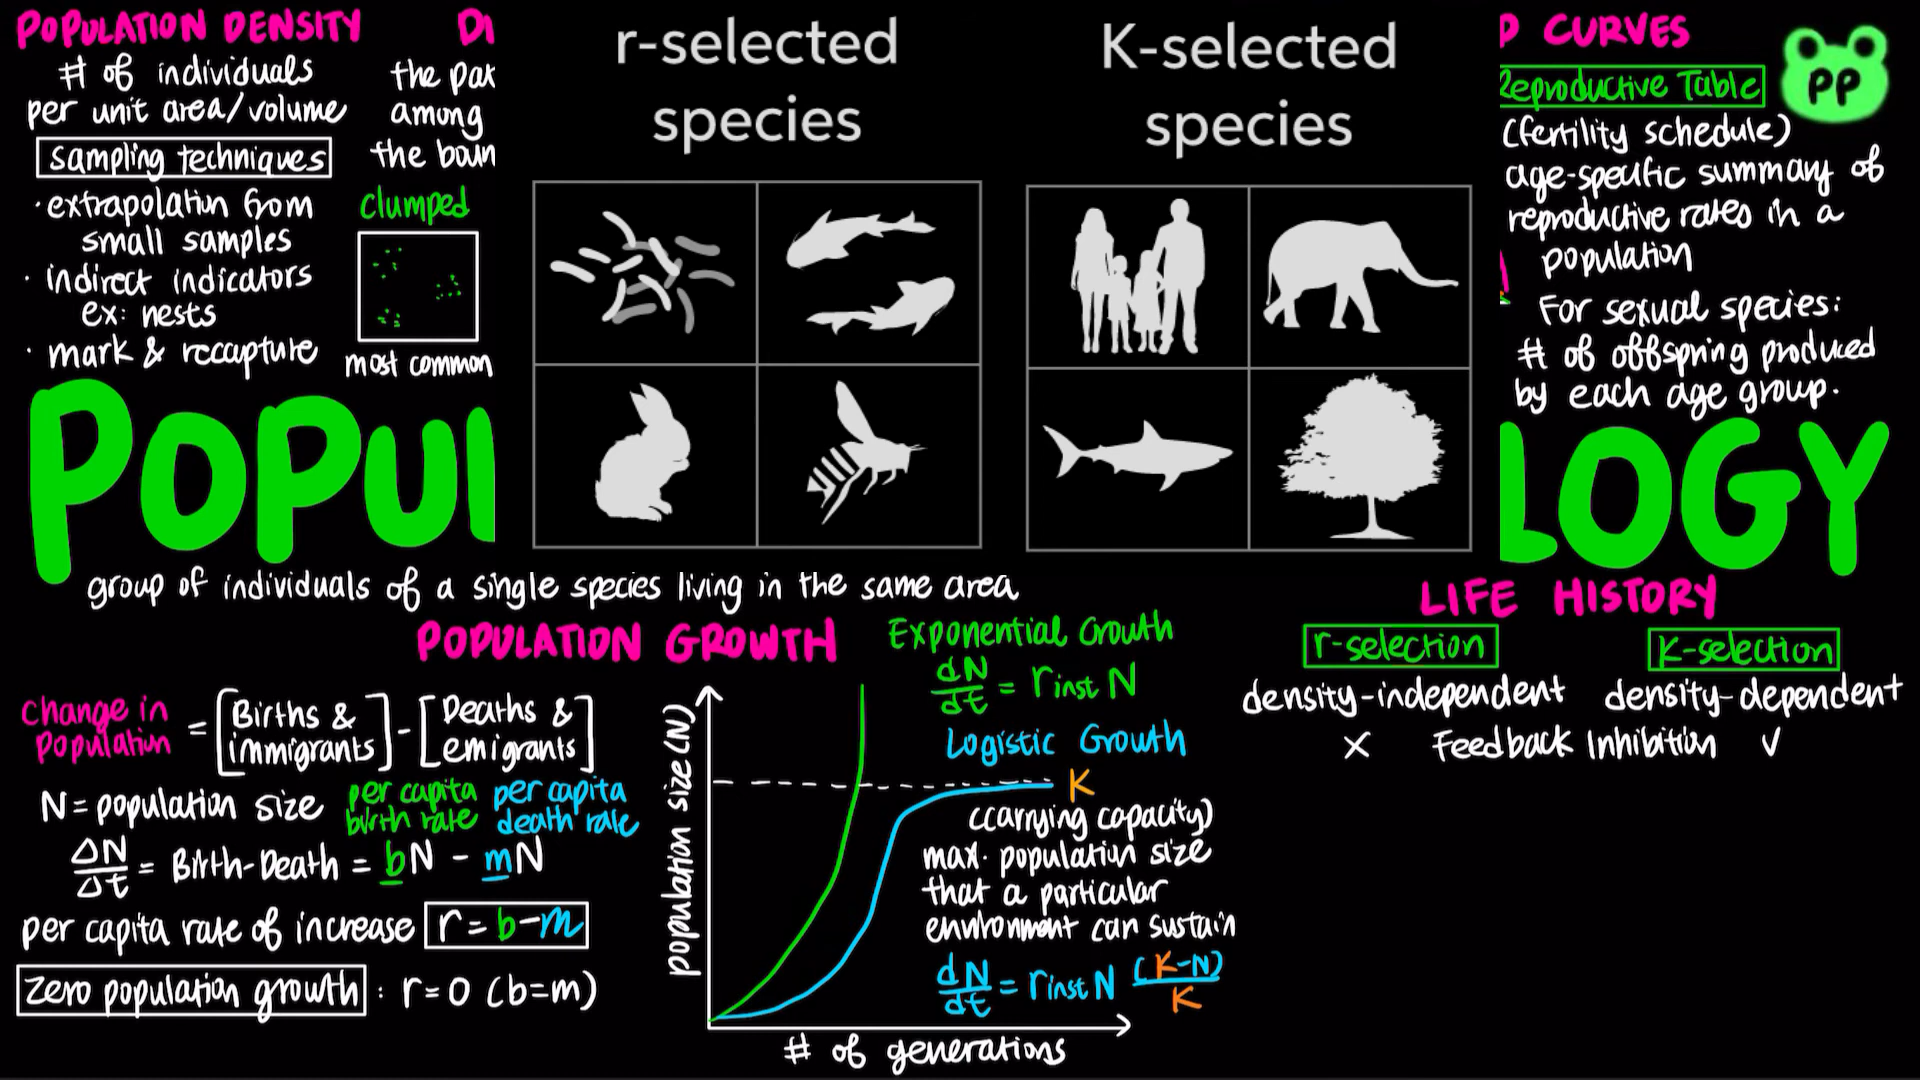 POPULATION DENSITY
# of individuals
per unit area/volume
sampling techniques
· extrapolation from
small samples
· indirect indicators
ex: nests
· mark & recapture
DI
the pat
among
the boun
clumped
most common
r-selected
species
K-selected
species
P CURVES
PP
Reproductive Table
(fertility schedule)
age-specific summary of
reproductive rates in a
population
For sexual species:
# of offspring produced
by each age group.
POPUL
LOGY
group of individuals of a single species living in the same area
POPULATION GROWTH
Change in
Population
= [Births & immigrants] - [Deaths & emigrants]
N = population size
per capita
birth rate
per capita
death rate
ΔN/Δt = Birth-Death = bN - mN
per capita rate of increase r = b-m
zero population growth : r=0 (b=m)
population size (N)
# of generations
Exponential Growth
dN/dt = rinst N
Logistic Growth
K
(carrying capacity)
max. population size
that a particular
environment can sustain
dN/dt = rinst N (K-N)/K
LIFE HISTORY
r-selection
K-selection
density-independent
density-dependent
× Feedback Inhibition ✓